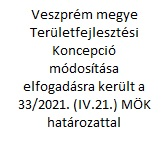 Veszprém megye
Területfejlesztési
Koncepció
módosítása
elfogadásra került a
33/2021. (IV.21.) MÖK
határozattal